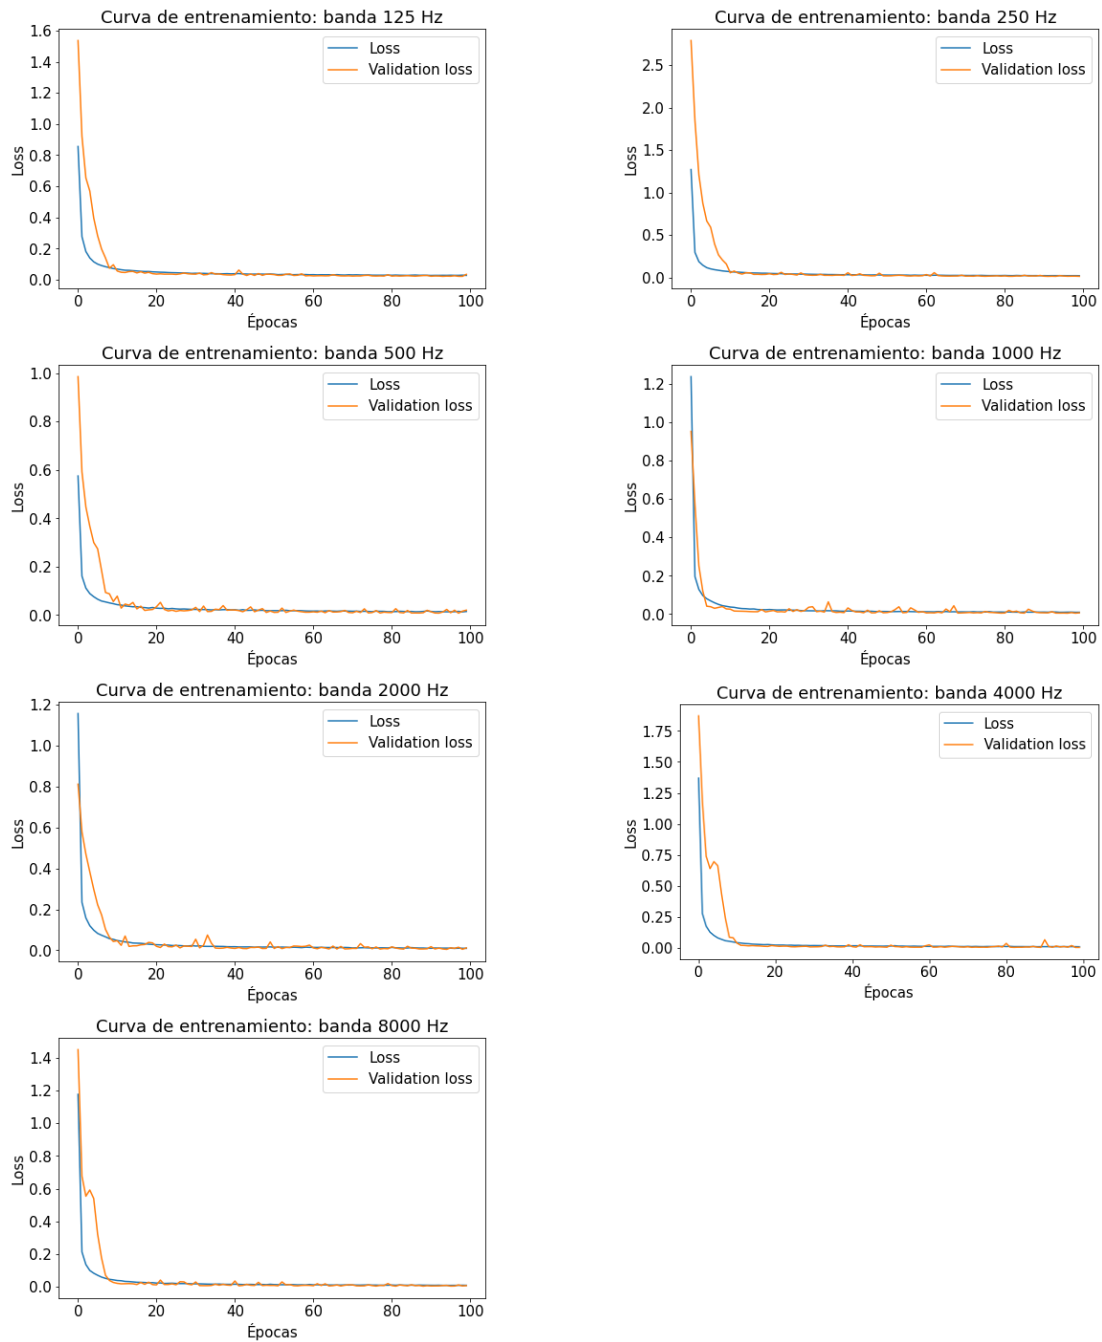 Curva de entrenamiento: banda 125 Hz
Loss
Validation loss
1.6
1.4
1.2
1.0
0.8
0.6
0.4
0.2
0.0
Loss
0 20 40 60 80 100
Épocas
Curva de entrenamiento: banda 250 Hz
Loss
Validation loss
2.5
2.0
1.5
1.0
0.5
0.0
Loss
0 20 40 60 80 100
Épocas
Curva de entrenamiento: banda 500 Hz
Loss
Validation loss
1.0
0.8
0.6
0.4
0.2
0.0
Loss
0 20 40 60 80 100
Épocas
Curva de entrenamiento: banda 1000 Hz
Loss
Validation loss
1.2
1.0
0.8
0.6
0.4
0.2
0.0
Loss
0 20 40 60 80 100
Épocas
Curva de entrenamiento: banda 2000 Hz
Loss
Validation loss
1.2
1.0
0.8
0.6
0.4
0.2
0.0
Loss
0 20 40 60 80 100
Épocas
Curva de entrenamiento: banda 4000 Hz
Loss
Validation loss
1.75
1.50
1.25
1.00
0.75
0.50
0.25
0.00
Loss
0 20 40 60 80 100
Épocas
Curva de entrenamiento: banda 8000 Hz
Loss
Validation loss
1.4
1.2
1.0
0.8
0.6
0.4
0.2
0.0
Loss
0 20 40 60 80 100
Épocas